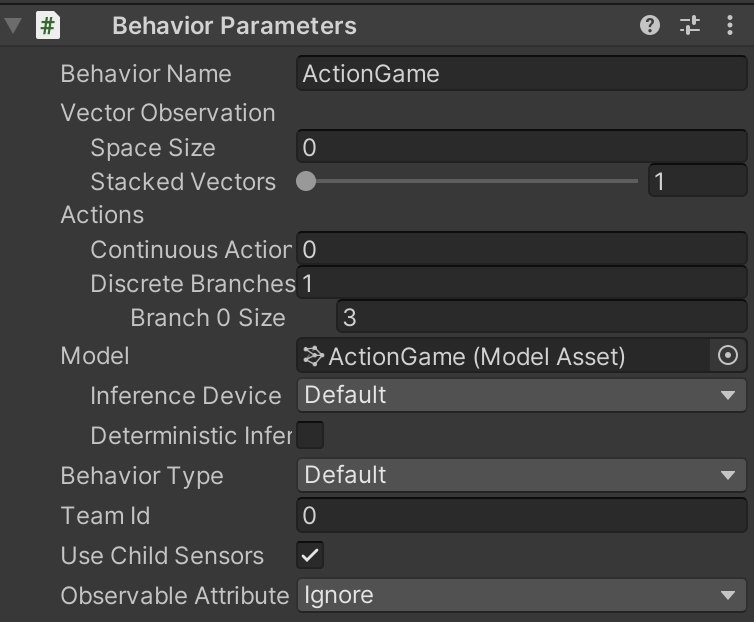 # Behavior Parameters
Behavior Name ActionGame
Vector Observation
Space Size 0
Stacked Vectors 1
Actions
Continuous Action 0
Discrete Branches 1
Branch 0 Size 3
Model ActionGame (Model Asset)
Inference Device Default
Deterministic Infer
Behavior Type Default
Team Id 0
Use Child Sensors
Observable Attribute Ignore